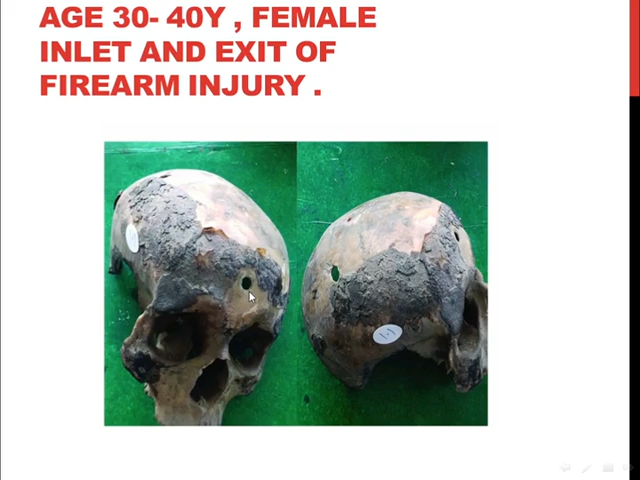 AGE 30- 40Y , FEMALE
INLET AND EXIT OF
FIREARM INJURY .